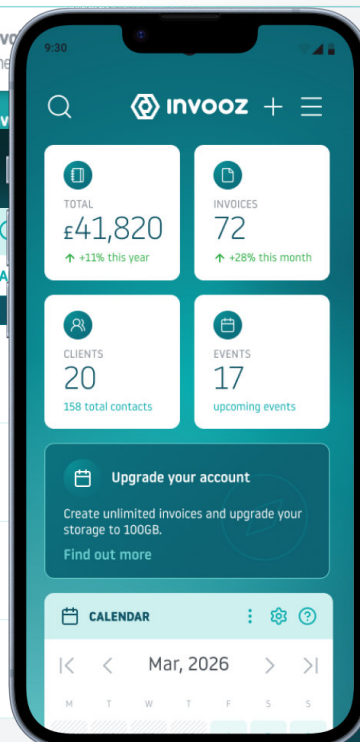 9:30
invooz
TOTAL
£41,820
+11% this year
INVOICES
72
+28% this month
CLIENTS
20
158 total contacts
EVENTS
17
upcoming events
Upgrade your account
Create unlimited invoices and upgrade your
storage to 100GB.
Find out more
CALENDAR
Mar, 2026
M T W T F S S